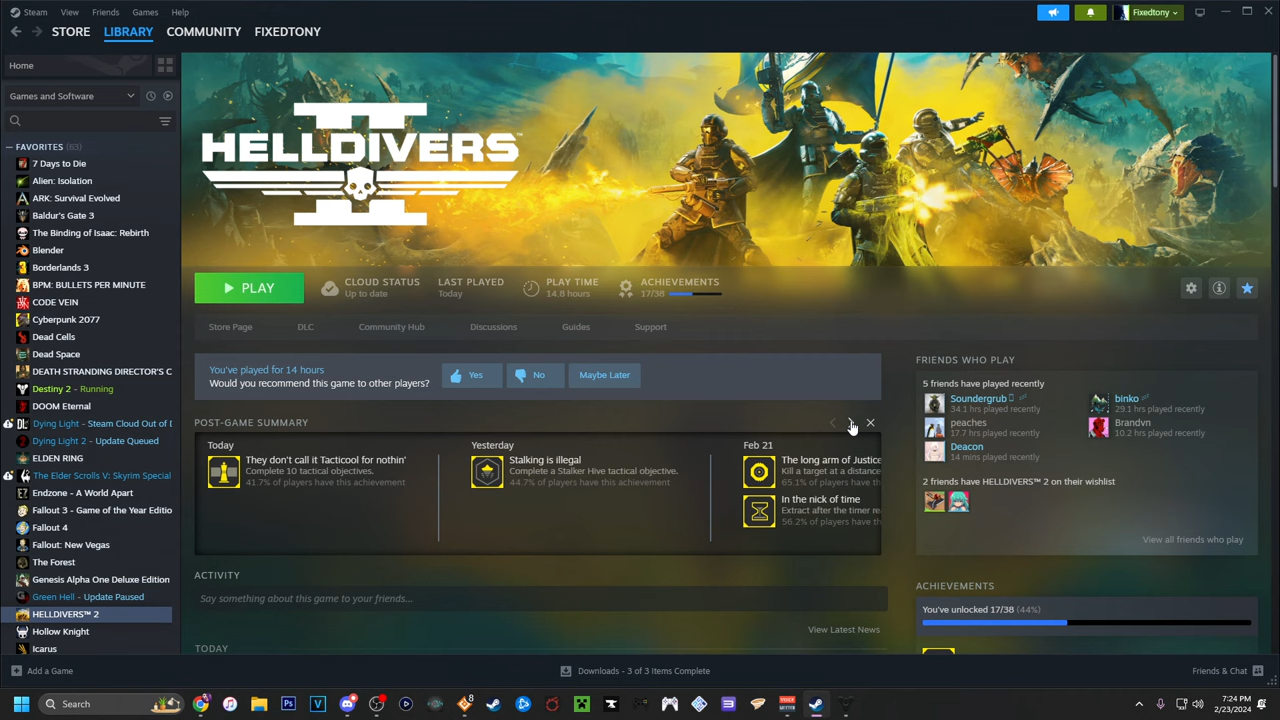 Steam View Friends Games Help
Fixedtony
STORE LIBRARY COMMUNITY FIXEDTONY
Home
Games and Software
FAVORITES (63)
7 Days to Die
Alien: Isolation
ARK: Survival Evolved
Baldur's Gate 3
The Binding of Isaac: Rebirth
Blender
Borderlands 3
BPM: BULLETS PER MINUTE
CODE VEIN
Cyberpunk 2077
Dead Cells
Dead Space
DEATH STRANDING DIRECTOR'S C
Destiny 2 - Running
DOOM Eternal
Dying Light - Steam Cloud Out of D
Dying Light 2 - Update Queued
ELDEN RING
The Elder Scrolls V: Skyrim Special
Endzone - A World Apart
Fallout 3 - Game of the Year Editio
Fallout 4
Fallout: New Vegas
The Forest
Genesis Alpha One Deluxe Edition
Green Hell - Update Paused
HELLDIVERS™ 2
Hollow Knight
Icarus
HELLDIVERS™
II
PLAY
CLOUD STATUS
Up to date
LAST PLAYED
Today
PLAY TIME
14.8 hours
ACHIEVEMENTS
17/38
Store Page DLC Community Hub Discussions Guides Support
You've played for 14 hours
Would you recommend this game to other players?
Yes No Maybe Later
POST-GAME SUMMARY
Today
They don't call it Tacticool for nothin'
Complete 10 tactical objectives.
41.7% of players have this achievement
Yesterday
Stalking is illegal
Complete a Stalker Hive tactical objective.
44.7% of players have this achievement
Feb 21
The long arm of Justice
Kill a target at a distance
65.1% of players have th
In the nick of time
Extract after the timer re
56.2% of players have th
ACTIVITY
Say something about this game to your friends...
View Latest News
TODAY
FRIENDS WHO PLAY
5 friends have played recently
Soundergrub
34.1 hrs played recently
binko
29.1 hrs played recently
peaches
17.7 hrs played recently
Brandvn
10.2 hrs played recently
Deacon
14 mins played recently
2 friends have HELLDIVERS™ 2 on their wishlist
View all friends who play
ACHIEVEMENTS
You've unlocked 17/38 (44%)
Add a Game
Downloads - 3 of 3 Items Complete
Friends & Chat
Search
7:24 PM
2/23/2024